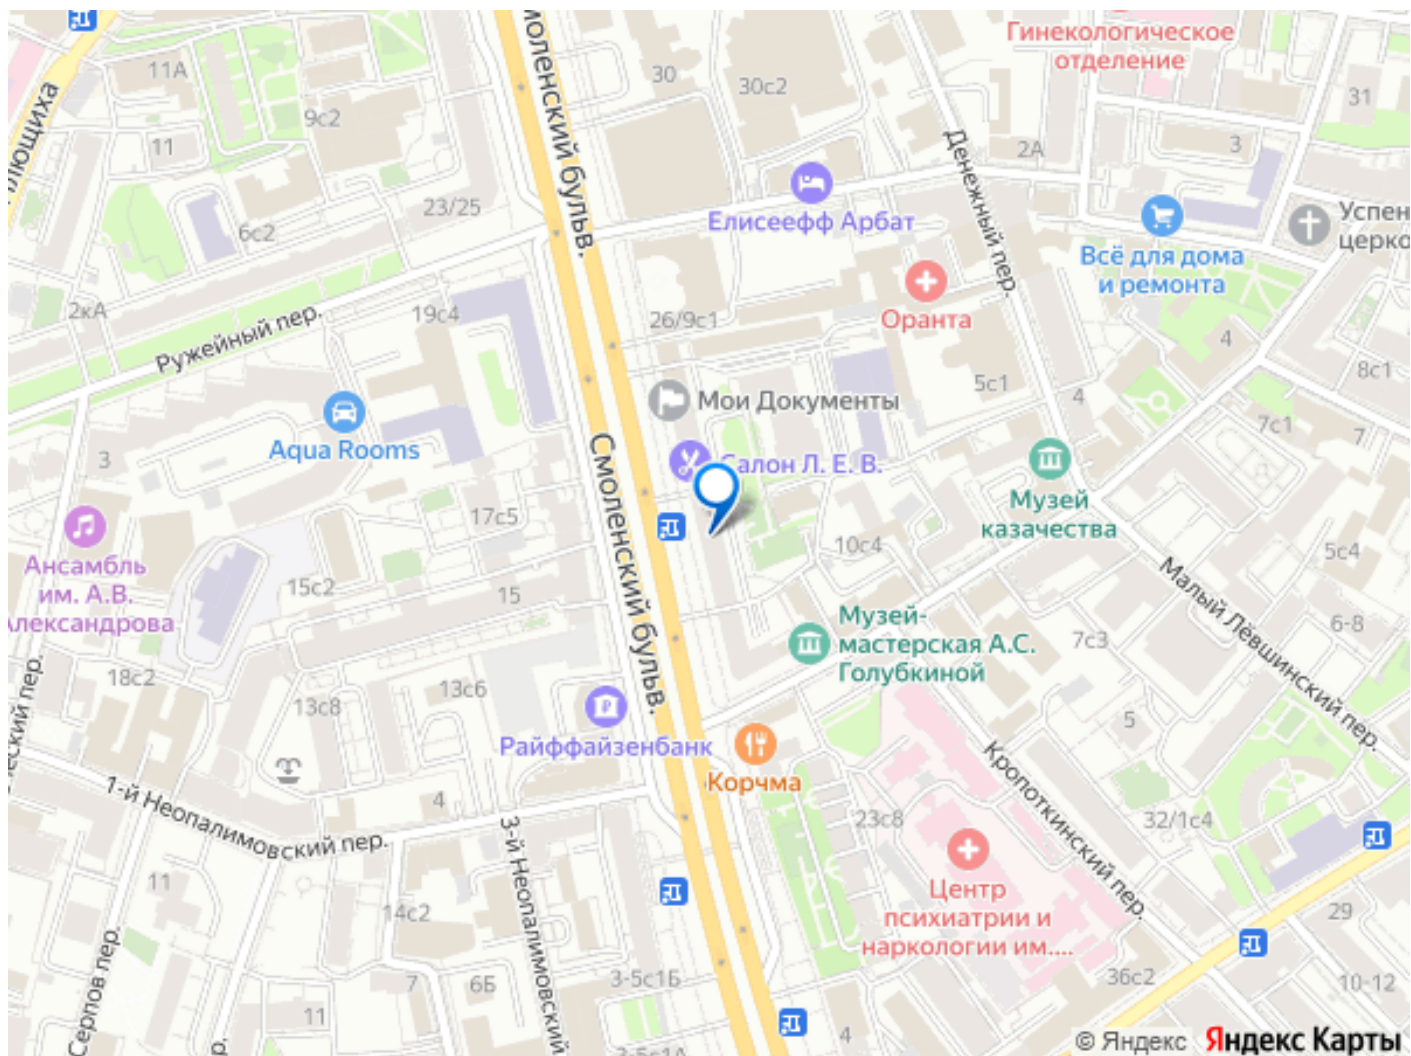 Смоленский бульв.
Гинекологическое
отделение
11А
30
30с2
31
9с2
11
Денежный пер.
2А
3
23/25
6с2
Елисеефф Арбат
Успен
церко
Всё для дома
и ремонта
2кА
Ружейный пер.
19с4
26/9с1
Оранта
4
8с1
5с1
4
Мои Документы
7с1
7
Aqua Rooms
3
Смоленский бульв.
Салон Л. Е. В.
Музей
казачества
17с5
10с4
5с4
Ансамбль
им. А.В.
Александрова
15с2
15
Малый Лёвшинский пер.
Музей-
мастерская А.С.
Голубкиной
7с3
6-8
18с2
13с6
13с8
5
Райффайзенбанк
Корчма
Кропоткинский пер.
1-й Неопалимовский пер.
4
3-й Неопалимовский
23с8
32/1с4
Центр
психиатрии и
наркологии им....
11
14с2
29
Серпов пер.
7
6Б
3-5с1Б
36с2
10-12
11
3-5с1А
4
© Яндекс Яндекс Карты